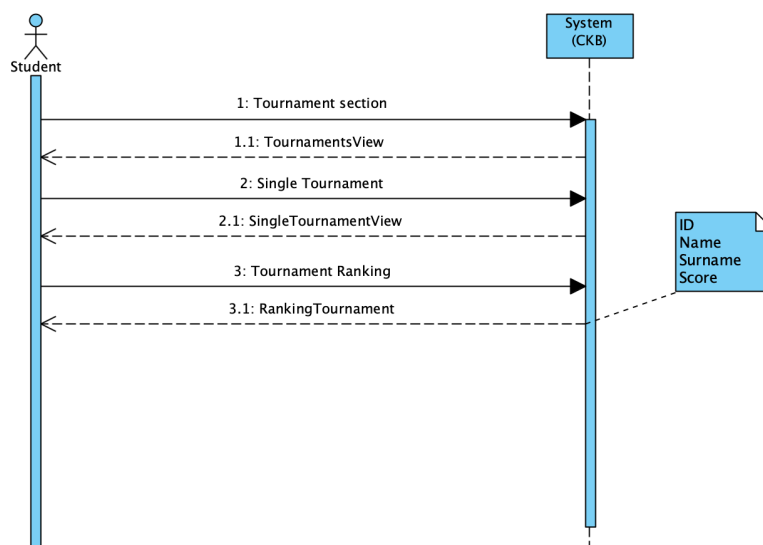 System
(CKB)
Student
1: Tournament section
1.1: TournamentsView
2: Single Tournament
2.1: SingleTournamentView
ID
Name
Surname
Score
3: Tournament Ranking
3.1: RankingTournament